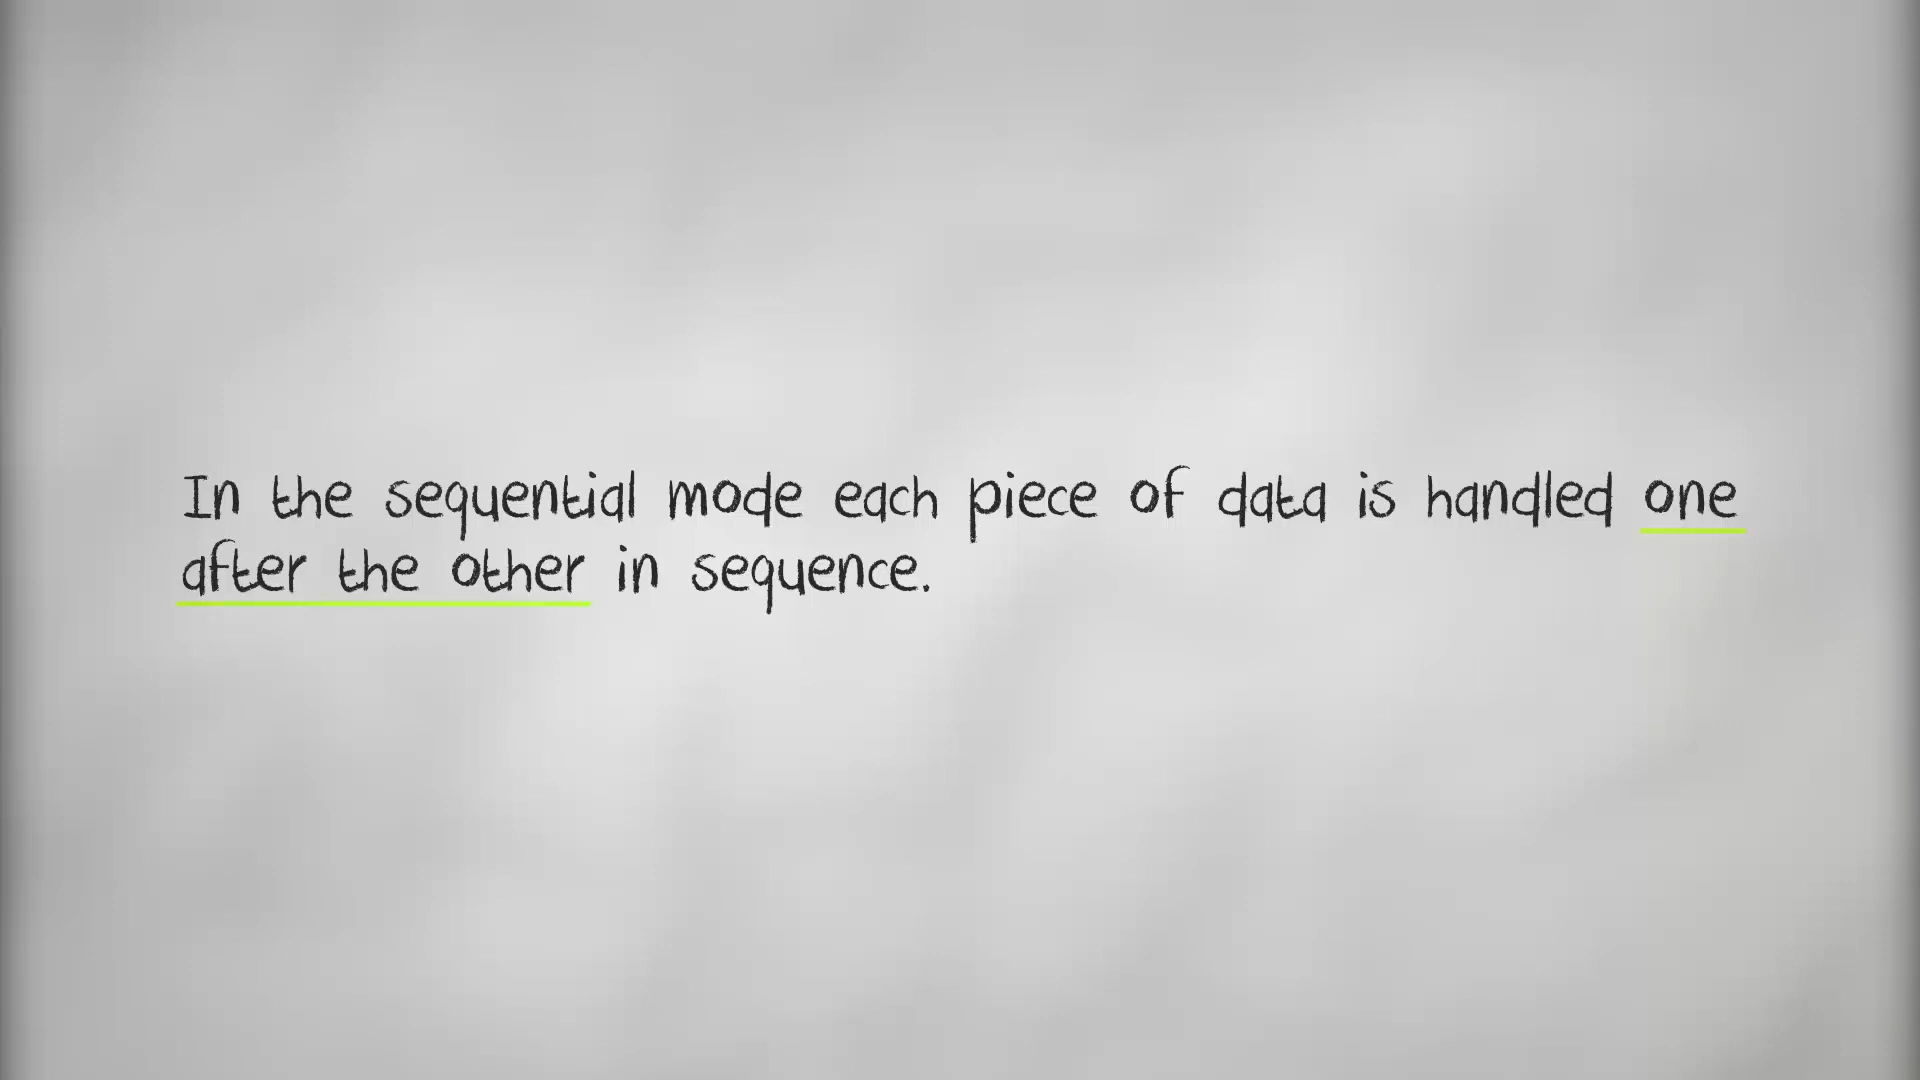 In the sequential mode each piece of data is handled one
after the other in sequence.